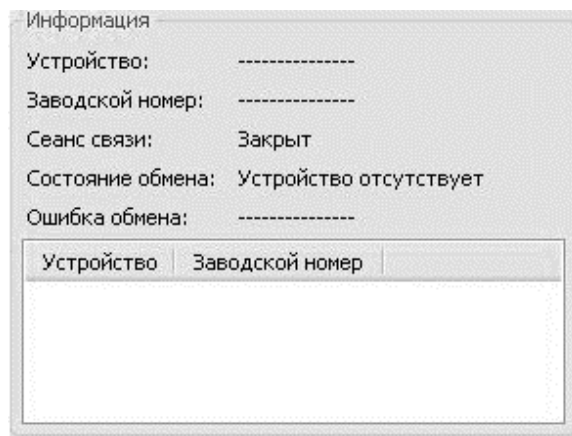 Информация
Устройство: ---------------
Заводской номер: ---------------
Сеанс связи: Закрыт
Состояние обмена: Устройство отсутствует
Ошибка обмена: ---------------
Устройство Заводской номер